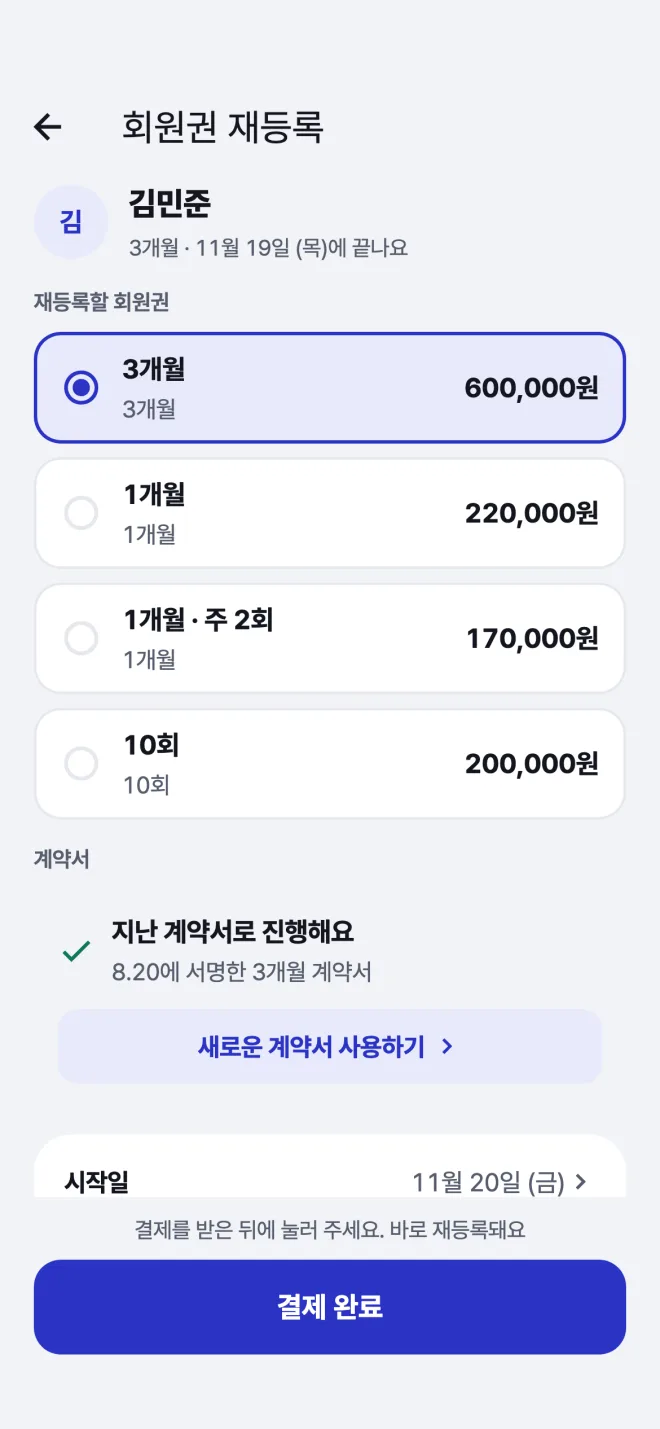 회원권 재등록
김
김민준
3개월 · 11월 19일 (목)에 끝나요
재등록할 회원권
3개월
600,000원
3개월
1개월
220,000원
1개월
1개월 · 주 2회
170,000원
1개월
10회
200,000원
10회
계약서
지난 계약서로 진행해요
8.20에 서명한 3개월 계약서
새로운 계약서 사용하기
시작일
11월 20일 (금)
결제를 받은 뒤에 눌러 주세요. 바로 재등록돼요
결제 완료